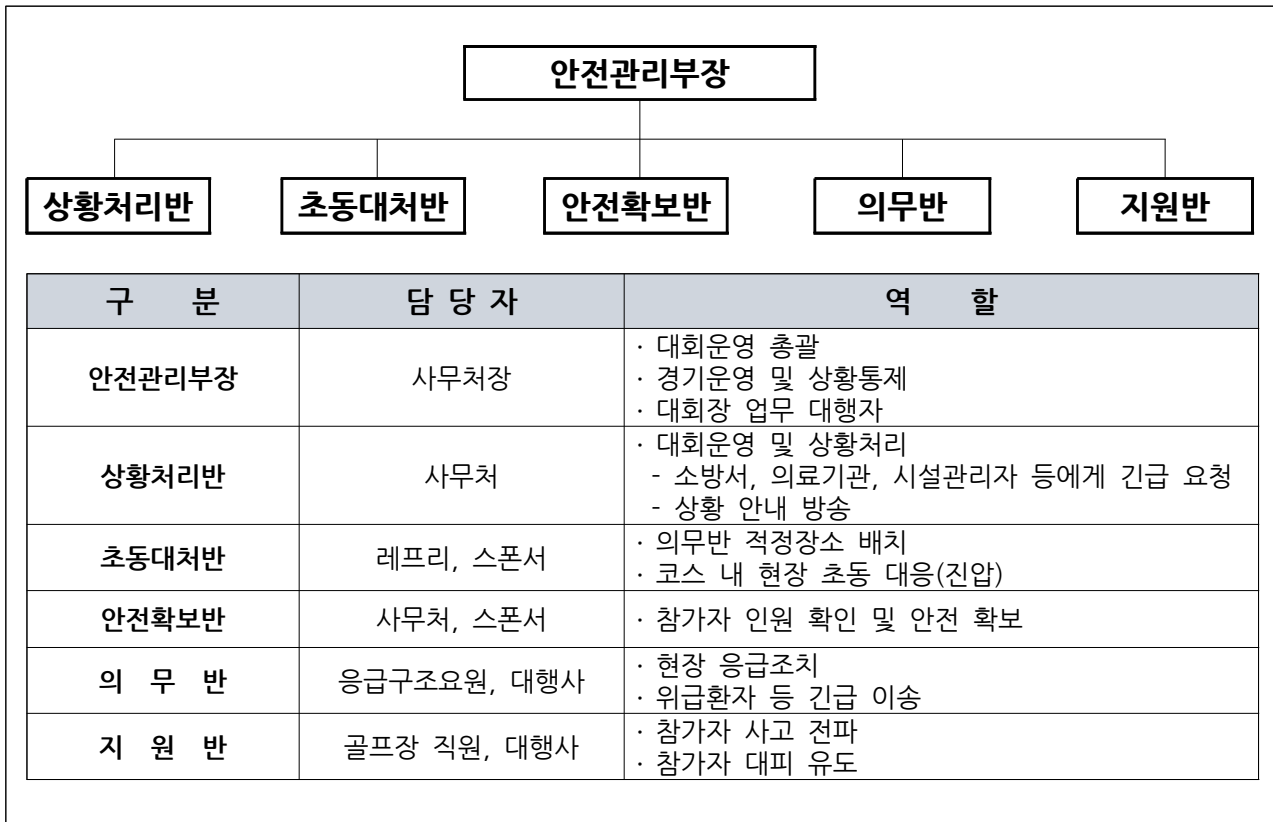 안전관리부장
상황처리반 초동대처반 안전확보반 의무반 지원반
구 분 담 당 자 역 할
안전관리부장 사무처장 · 대회운영 총괄
· 경기운영 및 상황통제
· 대회장 업무 대행자
상황처리반 사무처 · 대회운영 및 상황처리
- 소방서, 의료기관, 시설관리자 등에게 긴급 요청
- 상황 안내 방송
초동대처반 레프리, 스폰서 · 의무반 적정장소 배치
· 코스 내 현장 초동 대응(진압)
안전확보반 사무처, 스폰서 · 참가자 인원 확인 및 안전 확보
의 무 반 응급구조요원, 대행사 · 현장 응급조치
· 위급환자 등 긴급 이송
지 원 반 골프장 직원, 대행사 · 참가자 사고 전파
· 참가자 대피 유도